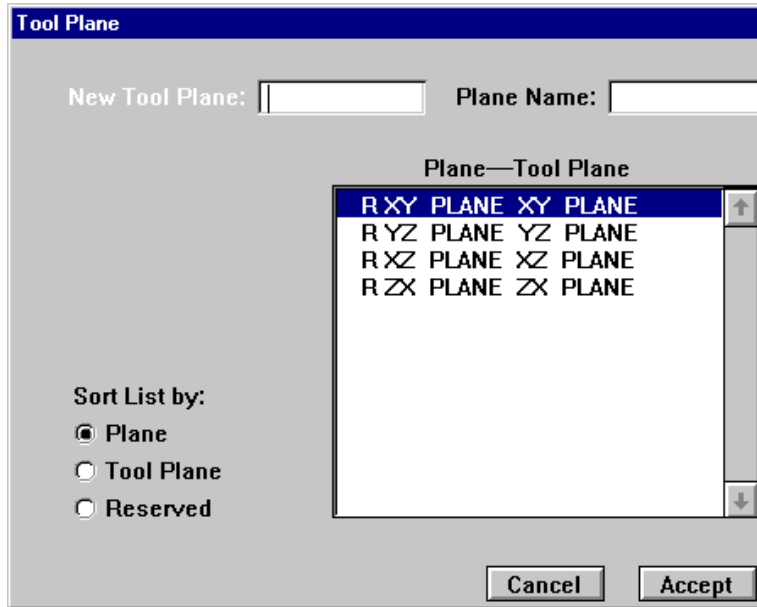 Tool Plane
New Tool Plane: Plane Name:
Plane—Tool Plane
R XY PLANE XY PLANE
R YZ PLANE YZ PLANE
R XZ PLANE XZ PLANE
R ZX PLANE ZX PLANE
Sort List by:
Plane
Tool Plane
Reserved
Cancel Accept